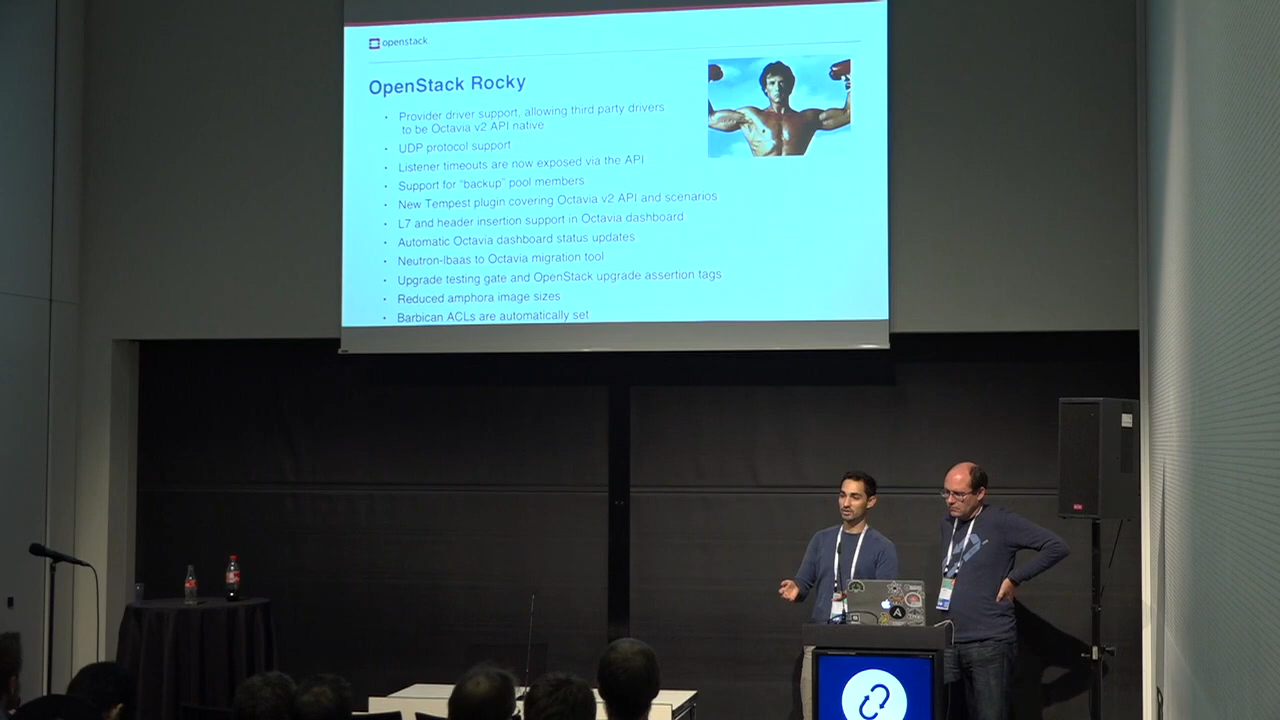 openstack
OpenStack Rocky
• Provider driver support, allowing third party drivers
to be Octavia v2 API native
• UDP protocol support
• Listener timeouts are now exposed via the API
• Support for "backup" pool members
• New Tempest plugin covering Octavia v2 API and scenarios
• L7 and header insertion support in Octavia dashboard
• Automatic Octavia dashboard status updates
• Neutron-lbaas to Octavia migration tool
• Upgrade testing gate and OpenStack upgrade assertion tags
• Reduced amphora image sizes
• Barbican ACLs are automatically set
A